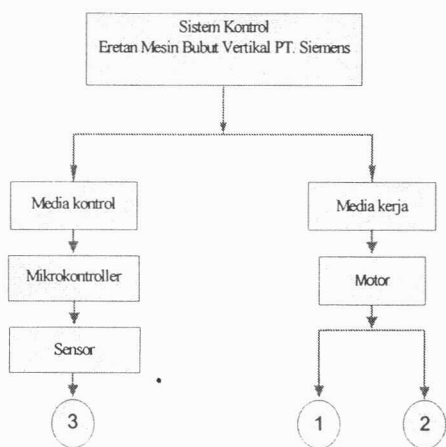 Sistem Kontrol
Eretan Mesin Bubut Vertikal PT. Siemens
Media kontrol
Media kerja
Mikrokontroller
Motor
Sensor
3
1
2